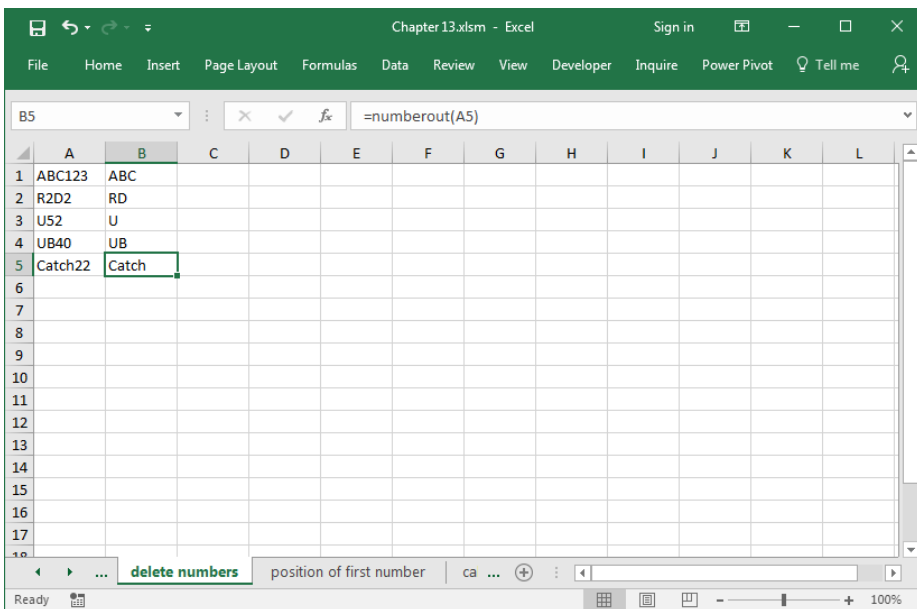 Chapter 13.xlsm - Excel Sign in
File Home Insert Page Layout Formulas Data Review View Developer Inquire Power Pivot Tell me
B5 fx =numberout(A5)
A B C D E F G H I J K L
1 ABC123 ABC
2 R2D2 RD
3 U52 U
4 UB40 UB
5 Catch22 Catch
6
7
8
9
10
11
12
13
14
15
16
17
18
... delete numbers position of first number ca ...
Ready 100%